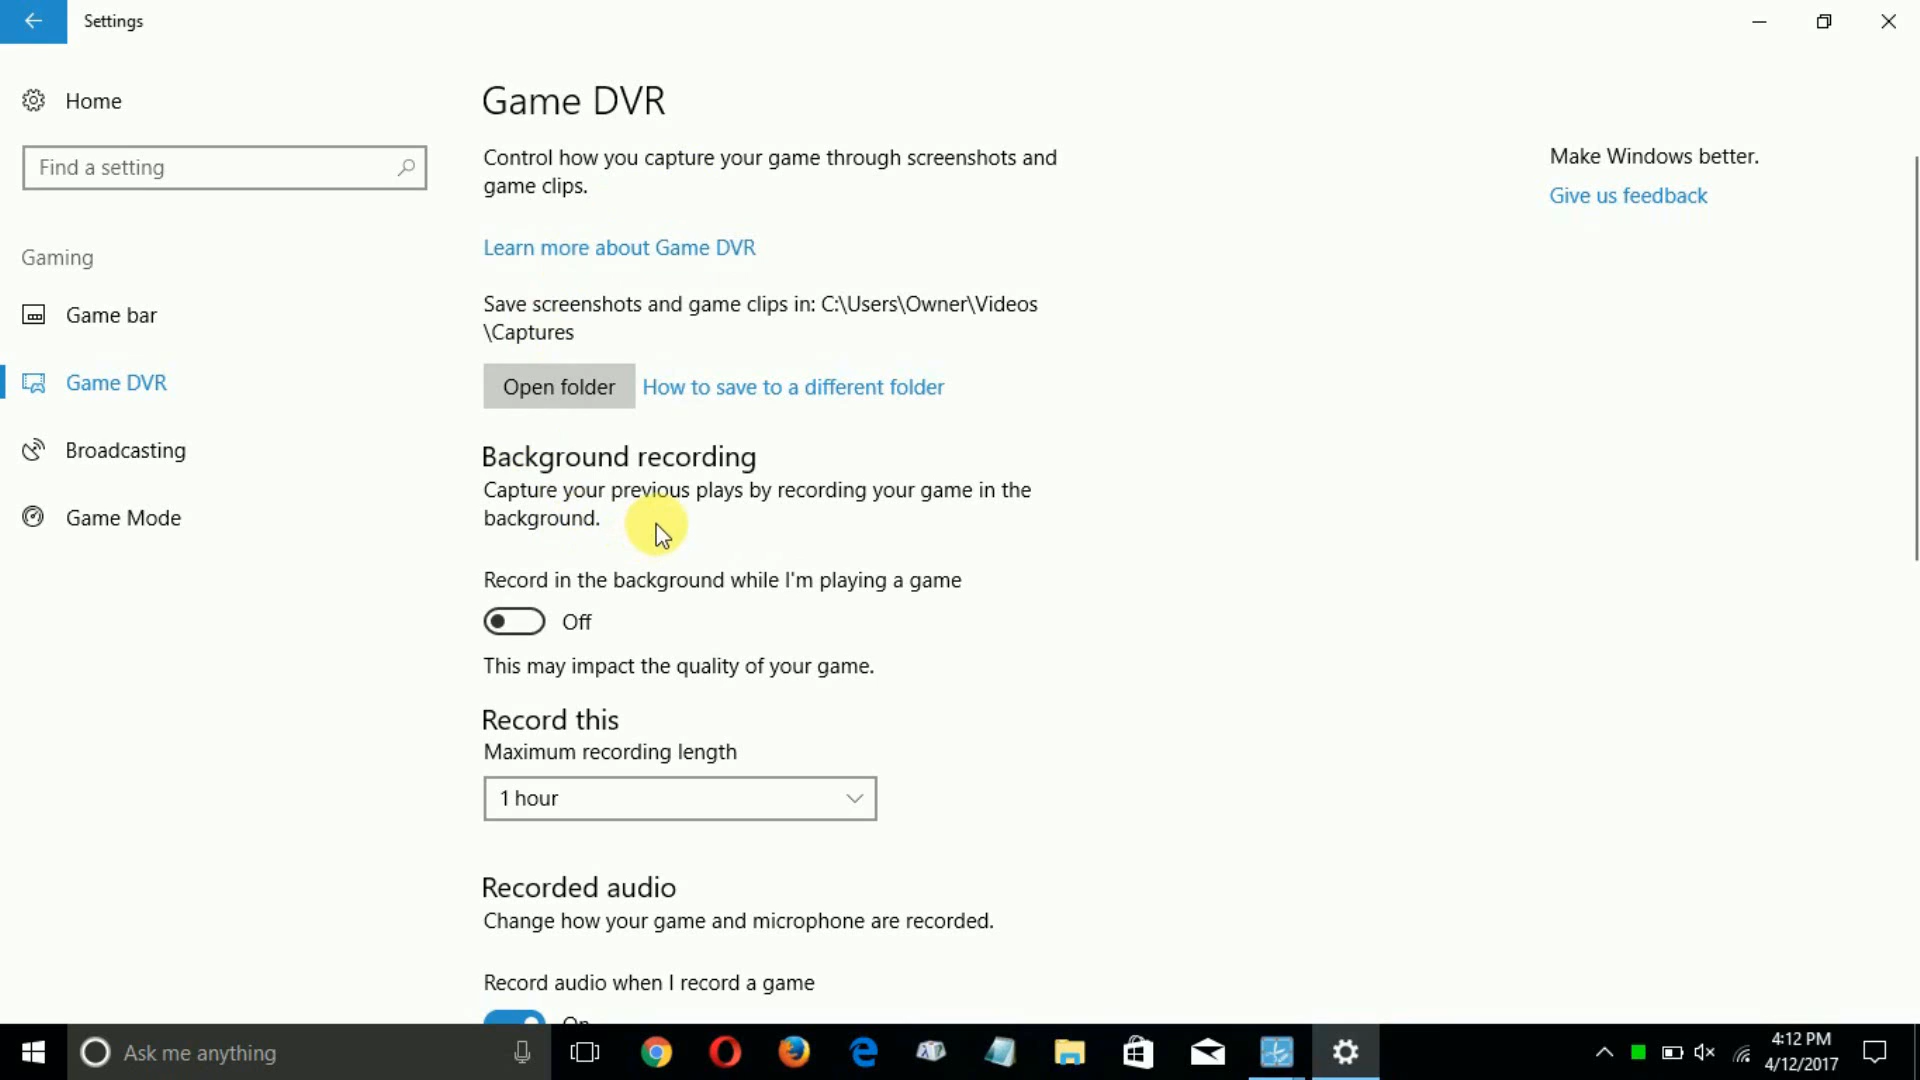 Settings
Home
Find a setting
Gaming
Game bar
Game DVR
Broadcasting
Game Mode
Game DVR
Control how you capture your game through screenshots and
game clips.
Learn more about Game DVR
Save screenshots and game clips in: C:\Users\Owner\Videos
\Captures
Open folder
How to save to a different folder
Background recording
Capture your previous plays by recording your game in the
background.
Record in the background while I'm playing a game
Off
This may impact the quality of your game.
Record this
Maximum recording length
1 hour
Recorded audio
Change how your game and microphone are recorded.
Record audio when I record a game
On
Make Windows better.
Give us feedback
Ask me anything
4:12 PM
4/12/2017